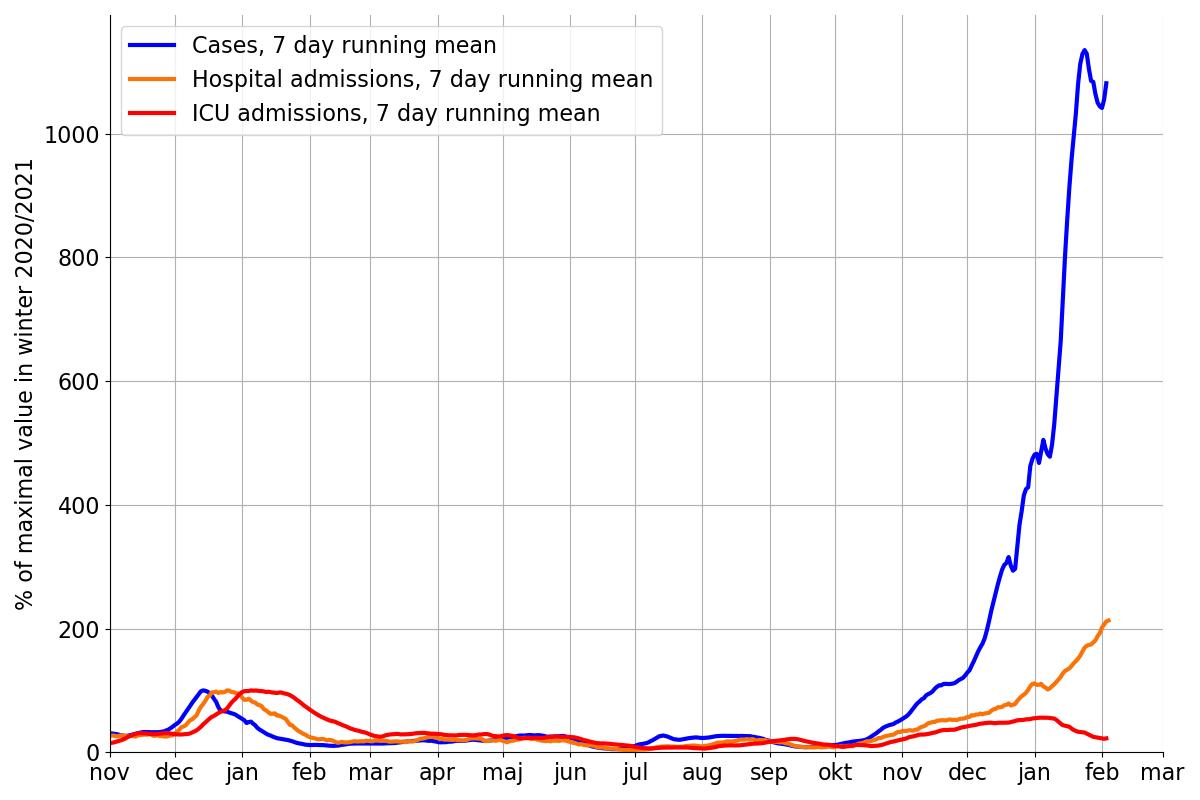 Cases, 7 day running mean
Hospital admissions, 7 day running mean
ICU admissions, 7 day running mean
% of maximal value in winter 2020/2021
1000
800
600
400
200
0
nov dec jan feb mar apr maj jun jul aug sep okt nov dec jan feb mar